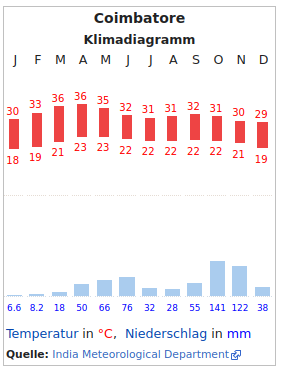 Coimbatore
Klimadiagramm
J F M A M J J A S O N D
30 33 36 36 35 32 31 31 32 31 30 29
18 19 21 23 23 22 22 22 22 22 21 19
6.6 8.2 18 50 66 76 32 28 55 141 122 38
Temperatur in °C, Niederschlag in mm
Quelle: India Meteorological Department